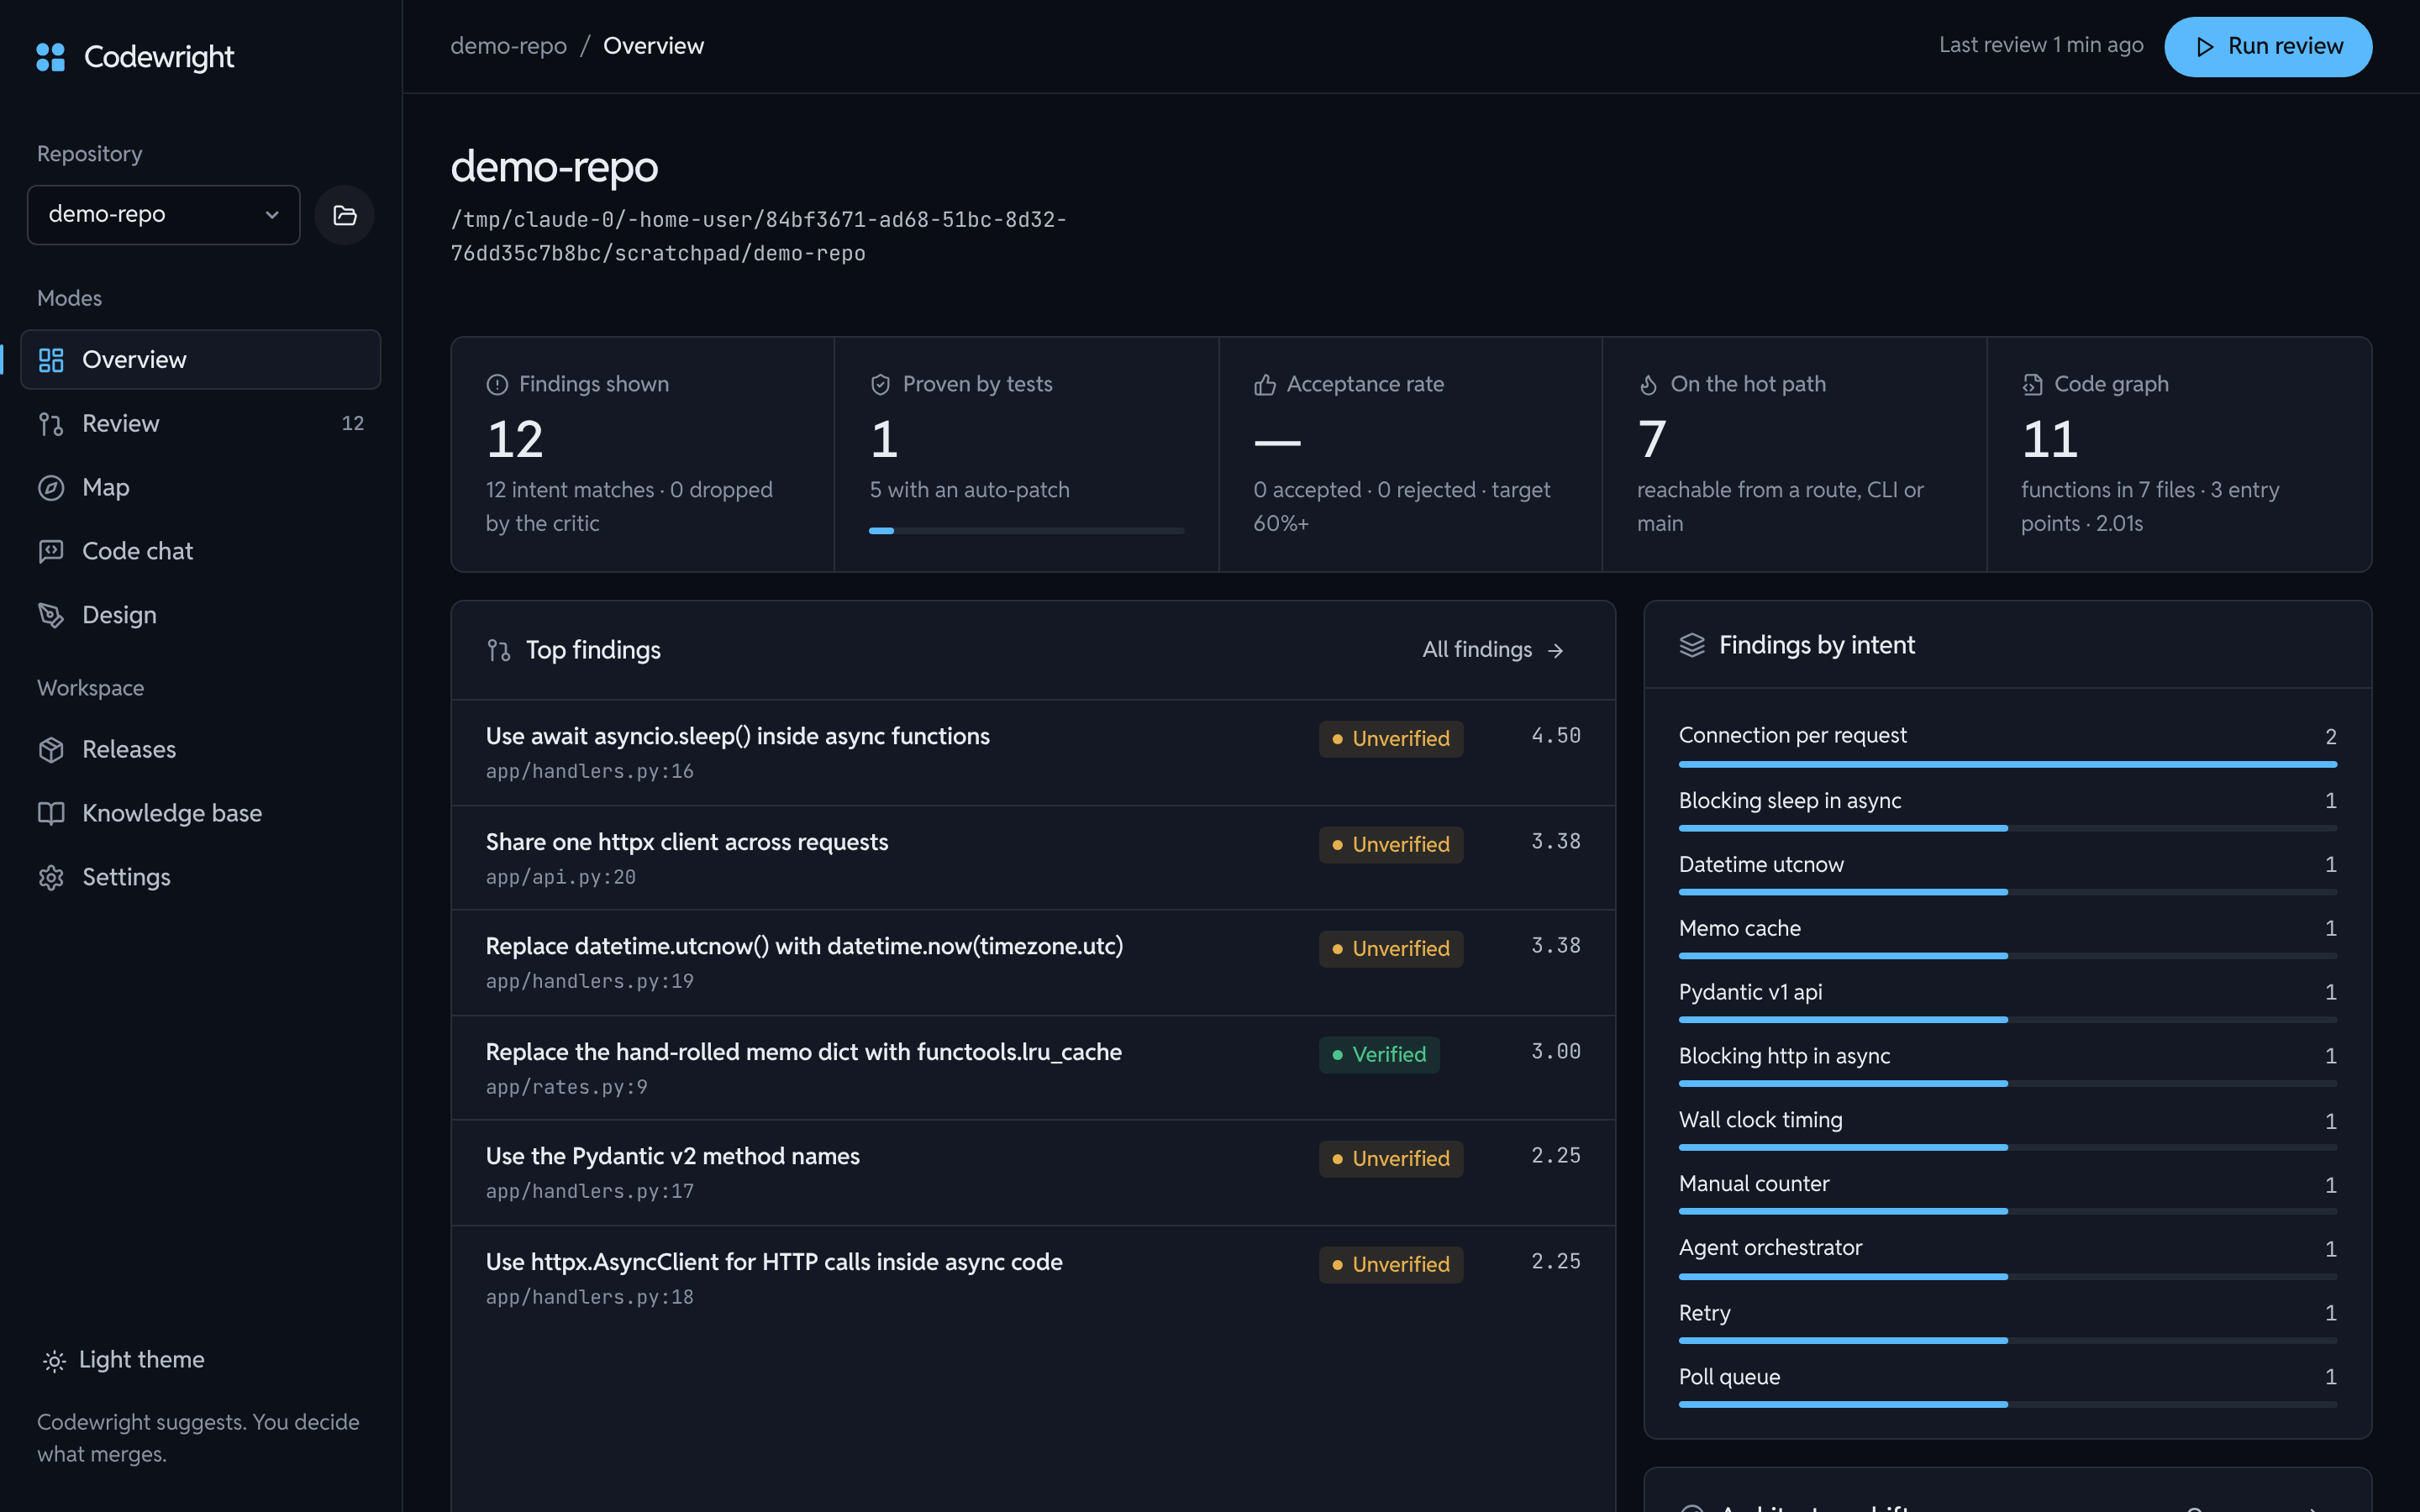 Codewright
Repository
demo-repo
Modes
Overview
Review 12
Map
Code chat
Design
Workspace
Releases
Knowledge base
Settings
Light theme
Codewright suggests. You decide
what merges.
demo-repo / Overview
Last review 1 min ago
Run review
demo-repo
/tmp/claude-0/-home-user/84bf3671-ad68-51bc-8d32-
76dd35c7b8bc/scratchpad/demo-repo
Findings shown
12
12 intent matches · 0 dropped
by the critic
Proven by tests
1
5 with an auto-patch
Acceptance rate
—
0 accepted · 0 rejected · target
60%+
On the hot path
7
reachable from a route, CLI or
main
Code graph
11
functions in 7 files · 3 entry
points · 2.01s
Top findings
All findings →
Use await asyncio.sleep() inside async functions
Unverified
4.50
app/handlers.py:16
Share one httpx client across requests
Unverified
3.38
app/api.py:20
Replace datetime.utcnow() with datetime.now(timezone.utc)
Unverified
3.38
app/handlers.py:19
Replace the hand-rolled memo dict with functools.lru_cache
Verified
3.00
app/rates.py:9
Use the Pydantic v2 method names
Unverified
2.25
app/handlers.py:17
Use httpx.AsyncClient for HTTP calls inside async code
Unverified
2.25
app/handlers.py:18
Findings by intent
Connection per request 2
Blocking sleep in async 1
Datetime utcnow 1
Memo cache 1
Pydantic v1 api 1
Blocking http in async 1
Wall clock timing 1
Manual counter 1
Agent orchestrator 1
Retry 1
Poll queue 1